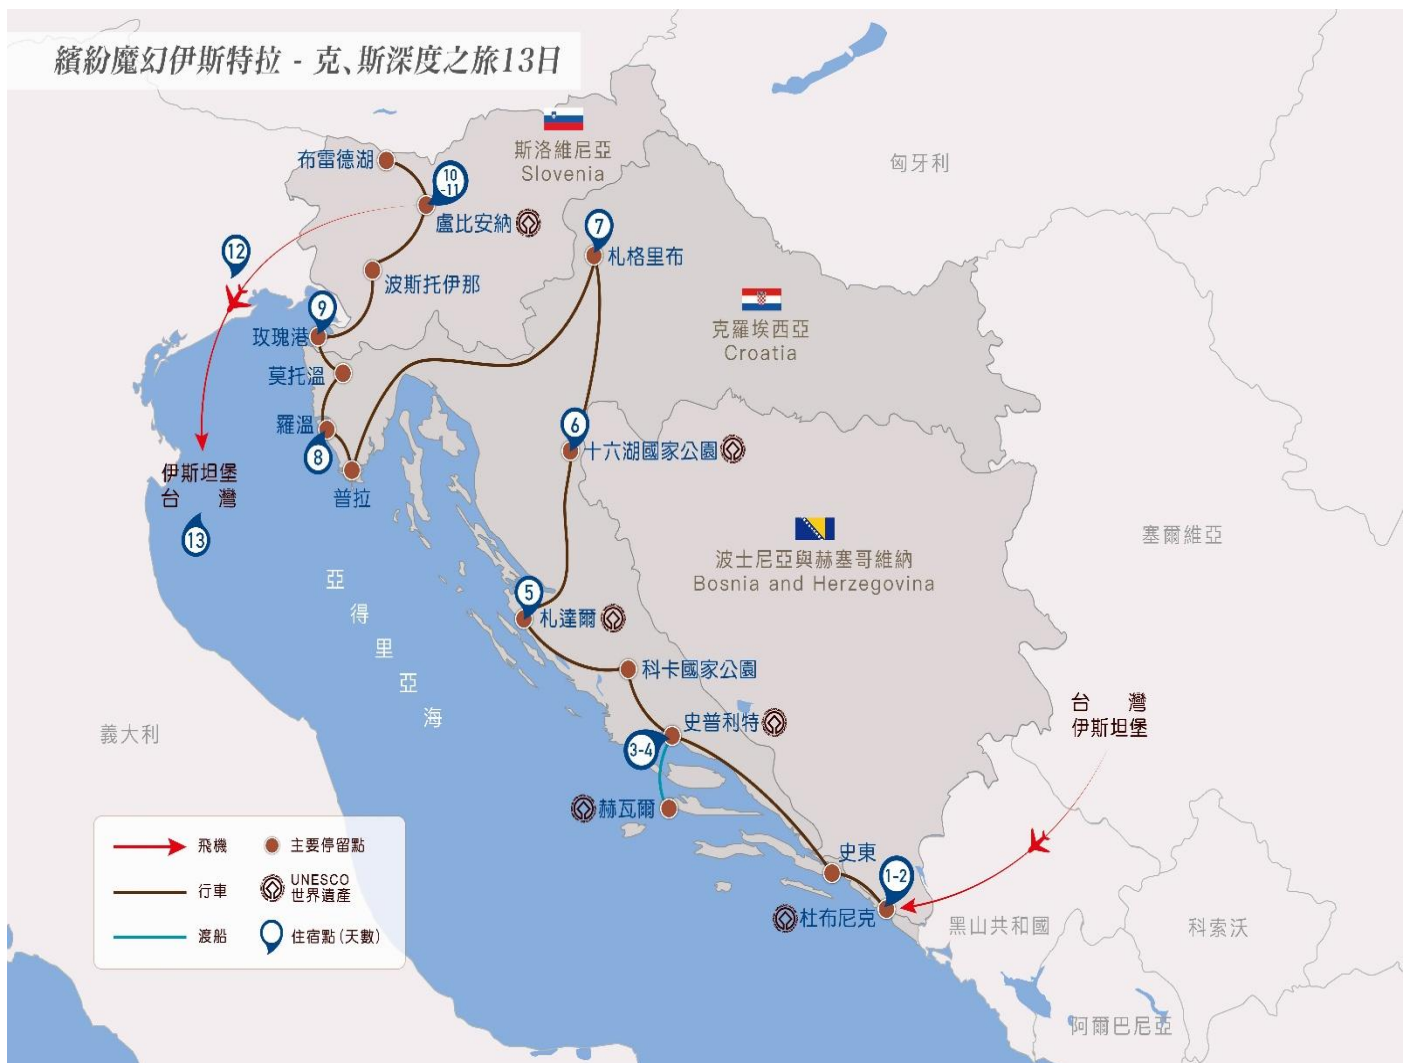 繽紛魔幻伊斯特拉 - 克、斯深度之旅13日
斯洛維尼亞
Slovenia
匈牙利
布雷德湖
10
-11
盧比安納
7
札格里布
12
波斯托伊那
9
玫瑰港
克羅埃西亞
Croatia
莫托溫
羅溫
8
6
十六湖國家公園
普拉
伊斯坦堡
台灣
13
波士尼亞與赫塞哥維納
Bosnia and Herzegovina
塞爾維亞
亞得里亞海
5
札達爾
科卡國家公園
義大利
史普利特
3-4
台灣
伊斯坦堡
赫瓦爾
史東
1-2
杜布尼克
黑山共和國
科索沃
阿爾巴尼亞
飛機
主要停留點
行車
UNESCO
世界遺產
渡船
住宿點(天數)